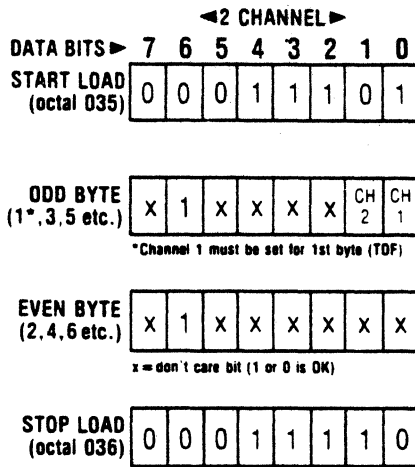 ◄2 CHANNEL►
DATA BITS► 7 6 5 4 3 2 1 0
START LOAD
(octal 035)
0 0 0 1 1 1 0 1
ODD BYTE
(1*,3,5 etc.)
x 1 x x x x CH 2 CH 1
*Channel 1 must be set for 1st byte (TOF)
EVEN BYTE
(2,4,6 etc.)
x 1 x x x x x x
x = don't care bit (1 or 0 is OK)
STOP LOAD
(octal 036)
0 0 0 1 1 1 1 0